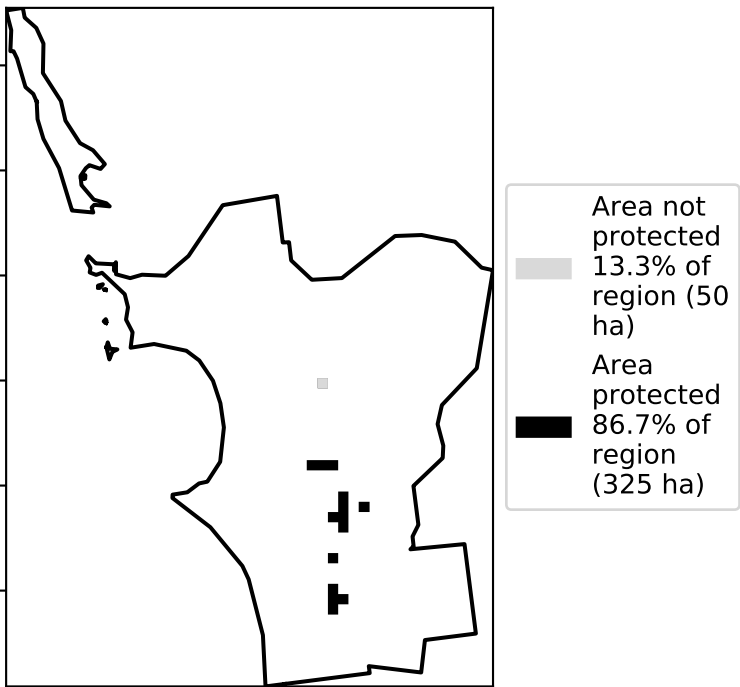 Area not
protected
13.3% of
region (50
ha)
Area
protected
86.7% of
region
(325 ha)